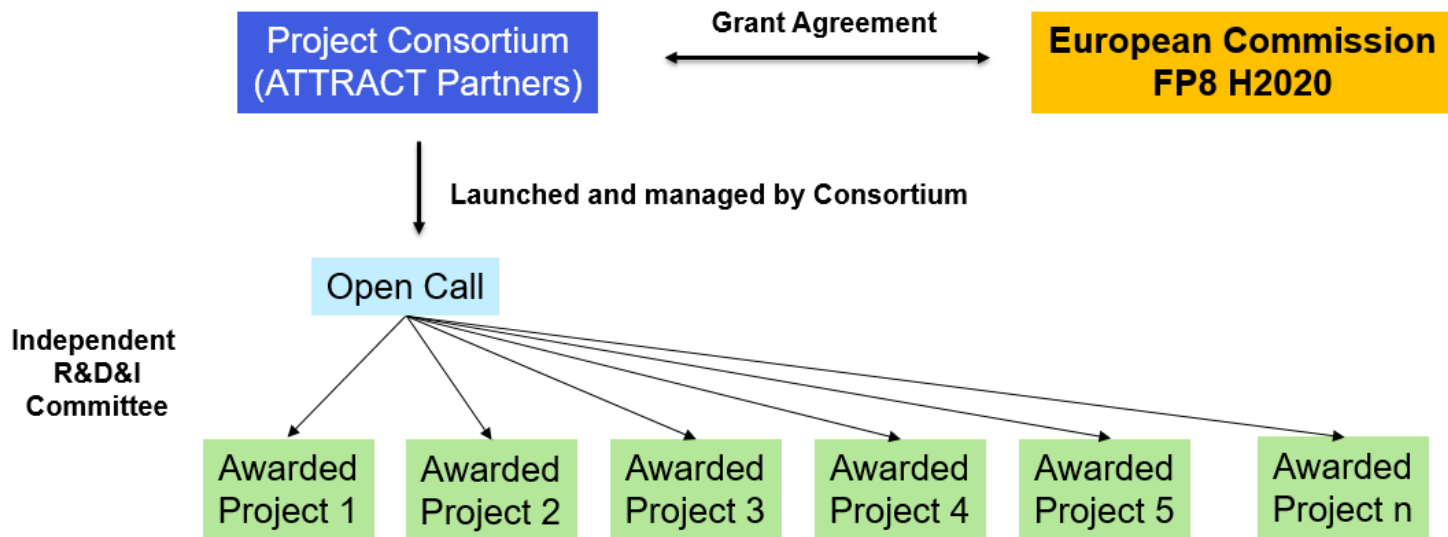 Project Consortium
(ATTRACT Partners)
Grant Agreement
European Commission
FP8 H2020
Launched and managed by Consortium
Open Call
Independent
R&D&I
Committee
Awarded
Project 1
Awarded
Project 2
Awarded
Project 3
Awarded
Project 4
Awarded
Project 5
Awarded
Project n